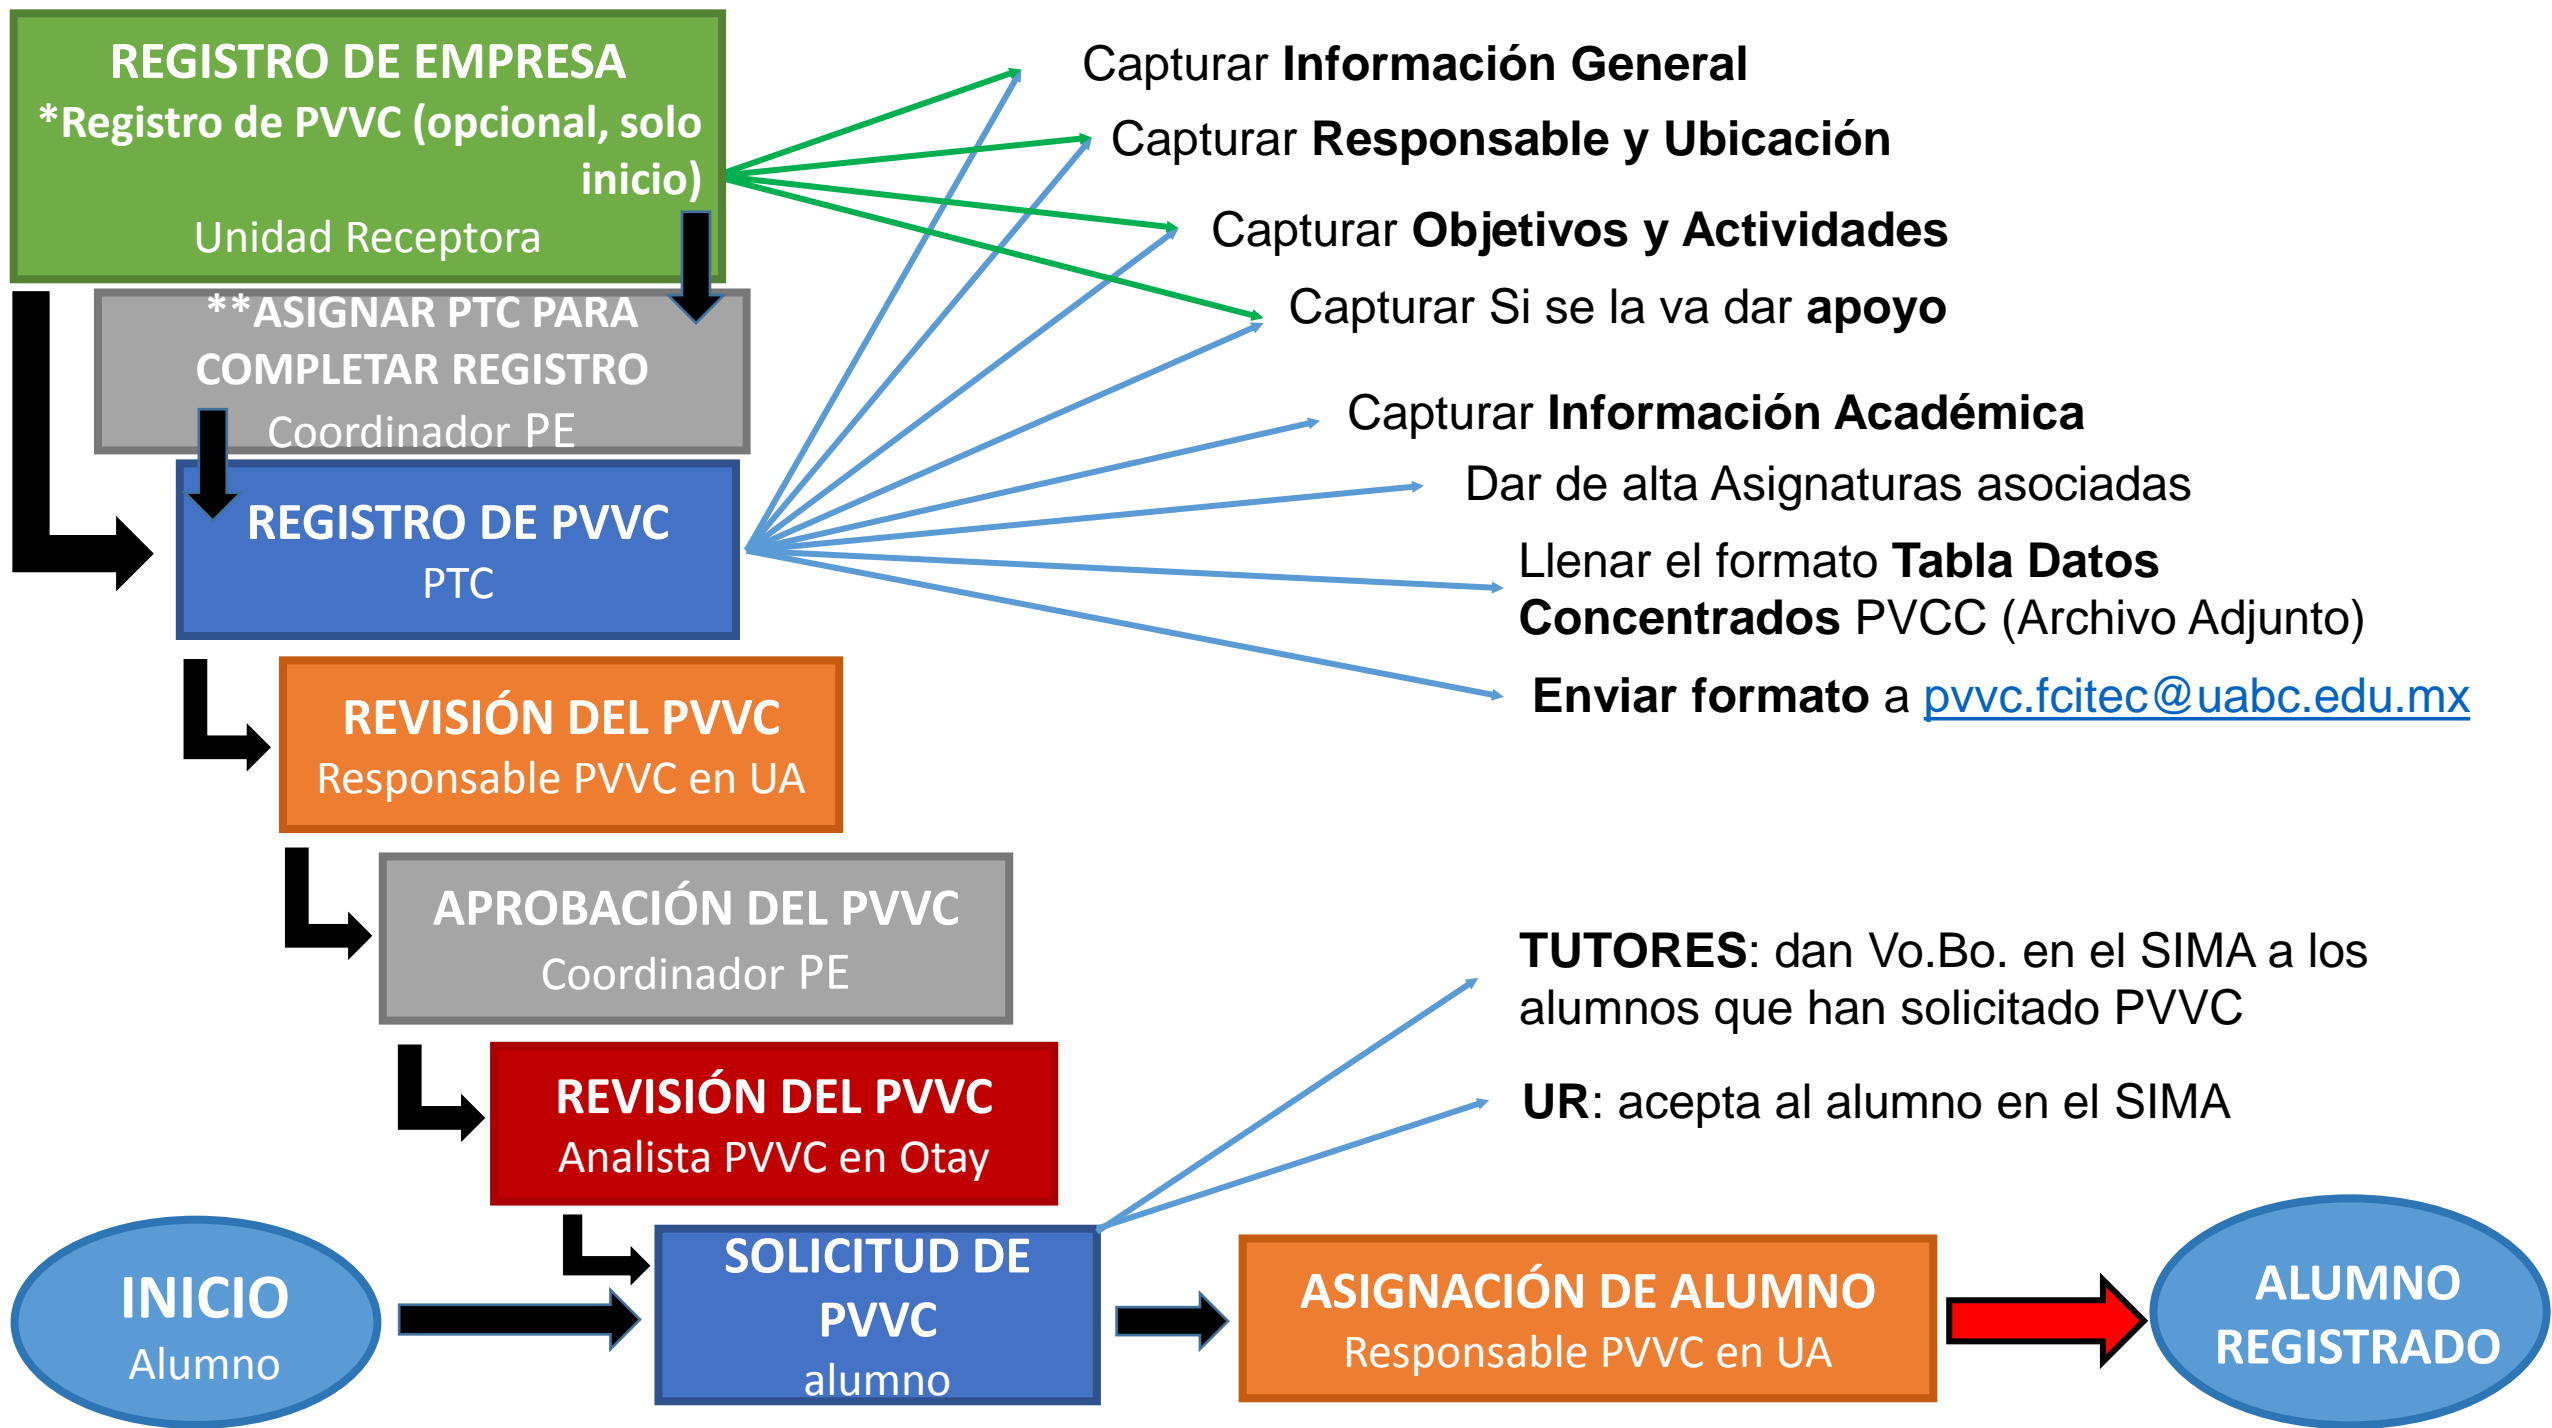 REGISTRO DE EMPRESA
*Registro de PVVC (opcional, solo
inicio)
Unidad Receptora
**ASIGNAR PTC PARA
COMPLETAR REGISTRO
Coordinador PE
REGISTRO DE PVVC
PTC
REVISIÓN DEL PVVC
Responsable PVVC en UA
APROBACIÓN DEL PVVC
Coordinador PE
REVISIÓN DEL PVVC
Analista PVVC en Otay
Capturar Información General
Capturar Responsable y Ubicación
Capturar Objetivos y Actividades
Capturar Si se la va dar apoyo
Capturar Información Académica
Dar de alta Asignaturas asociadas
Llenar el formato Tabla Datos
Concentrados PVCC (Archivo Adjunto)
Enviar formato a pvvc.fcitec@uabc.edu.mx
TUTORES: dan Vo.Bo. en el SIMA a los
alumnos que han solicitado PVVC
UR: acepta al alumno en el SIMA
INICIO
Alumno
SOLICITUD DE
PVVC
alumno
ASIGNACIÓN DE ALUMNO
Responsable PVVC en UA
ALUMNO
REGISTRADO